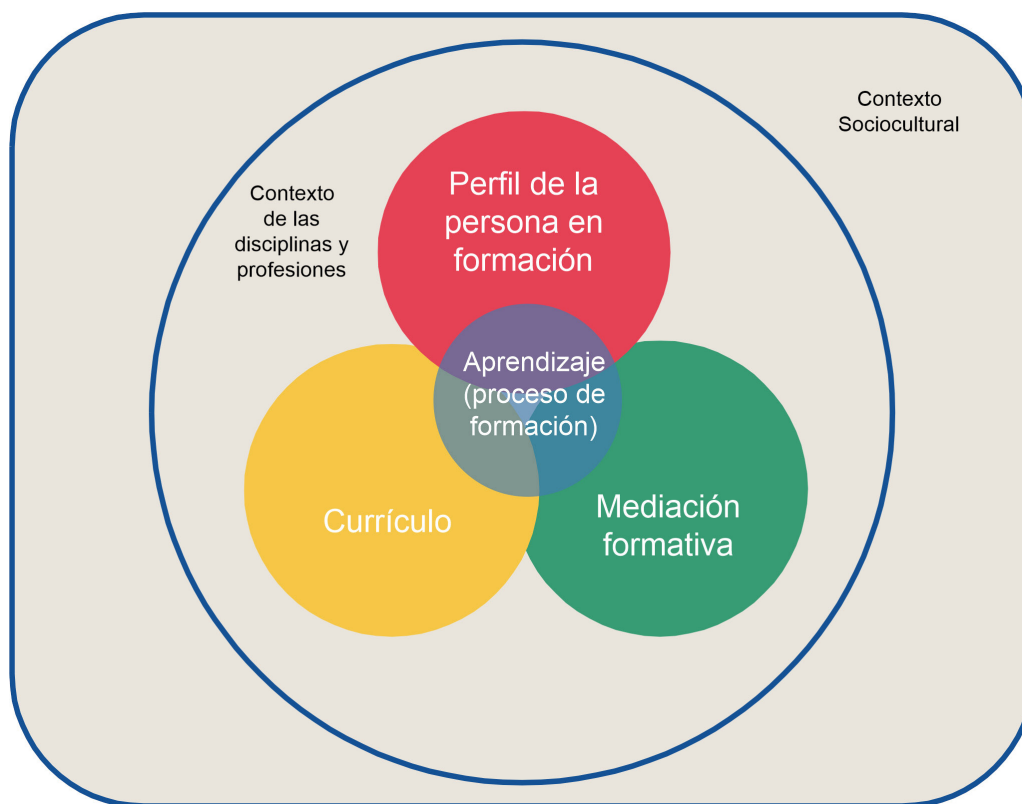 Contexto
Sociocultural
Contexto
de las
disciplinas y
profesiones
Perfil de la
persona en
formación
Aprendizaje
(proceso de
formación)
Currículo
Mediación
formativa